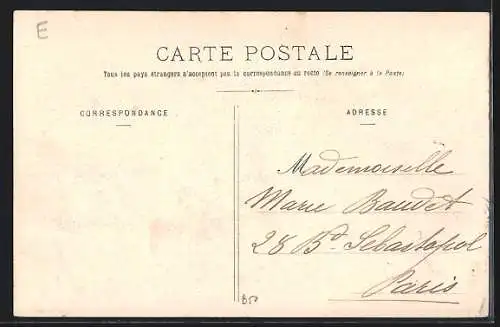 E
CARTE POSTALE
Tous les pays étrangers n'acceptent pas la correspondance au recto (Se renseigner à la Poste)
CORRESPONDANCE
ADRESSE
Mademoiselle
Marie Baudet
28 Bd Sebastopol
Paris